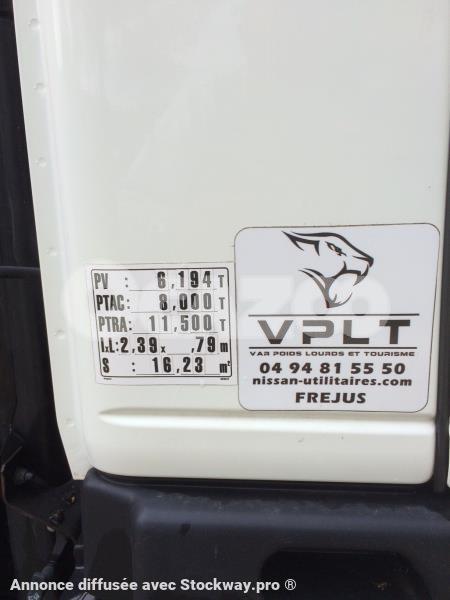 PV : 6,194 T
PTAC: 8,000 T
PTRA: 11,500 T
L.L: 2,39 x ,79 m
S : 16,23 m²
VPLT
VAR POIDS LOURDS ET TOURISME
04 94 81 55 50
nissan-utilitaires.com
FREJUS
Annonce diffusée avec Stockway.pro ®